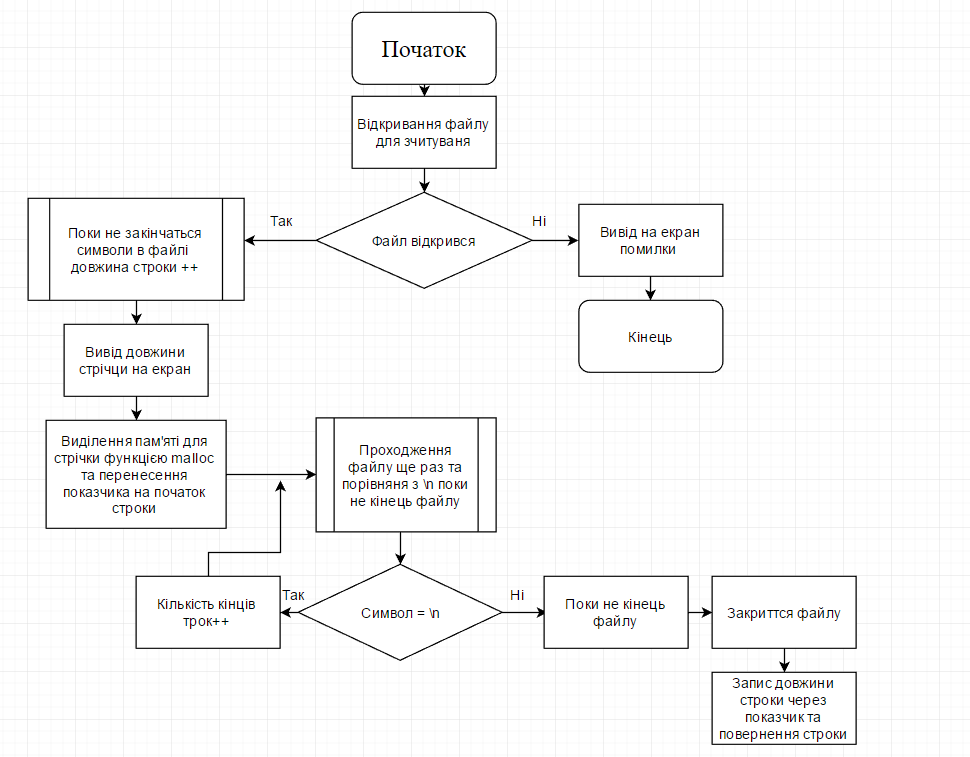 Початок
Відкривання файлу
для зчитуваня
Файл відкрився
Так
Ні
Поки не закінчаться
символи в файлі
довжина строки ++
Вивід на екран
помилки
Кінець
Вивід довжини
стрічци на екран
Виділення пам'яті для
стрічки функцією malloc
та перенесення
показчика на початок
строки
Проходження
файлу ще раз та
порівняня з \n поки
не кінець файлу
Кількість кінців
трок++
Так
Символ = \n
Ні
Поки не кінець
файлу
Закриттся файлу
Запис довжини
строки через
показчик та
повернення строки